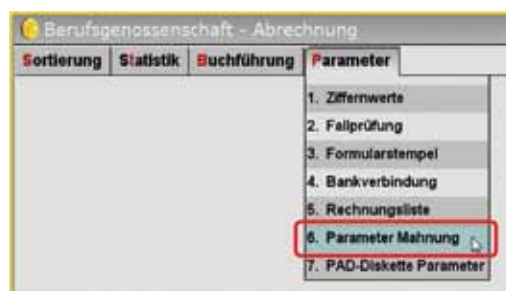 Berufsgenossenschaft - Abrechnung
Sortierung Statistik Buchführung Parameter
1. Ziffernwerte
2. Fallprüfung
3. Formularstempel
4. Bankverbindung
5. Rechnungsliste
6. Parameter Mahnung
7. PAD-Diskette Parameter